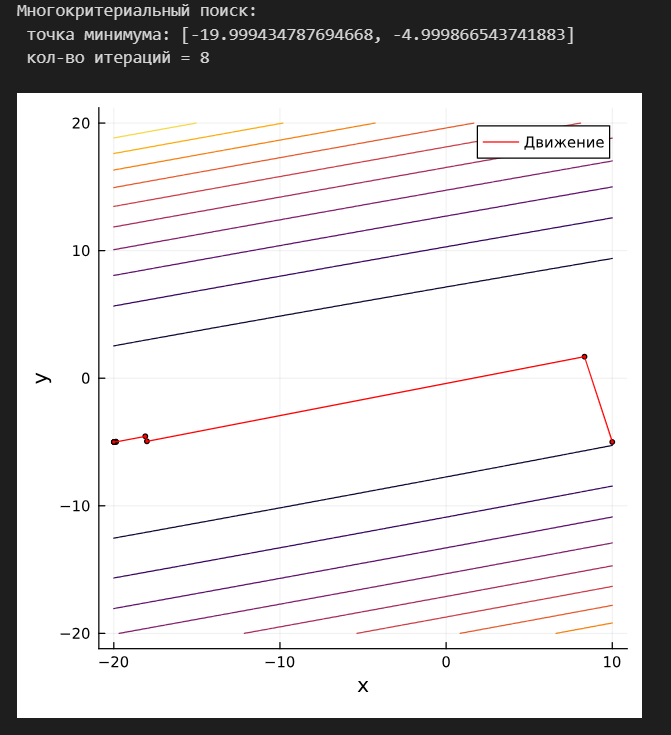 Многокритериальный поиск:
точка минимума: [-19.999434787694668, -4.999866543741883]
кол-во итераций = 8
20
Движение
10
y
0
−10
−20
−20 −10 0 10
x